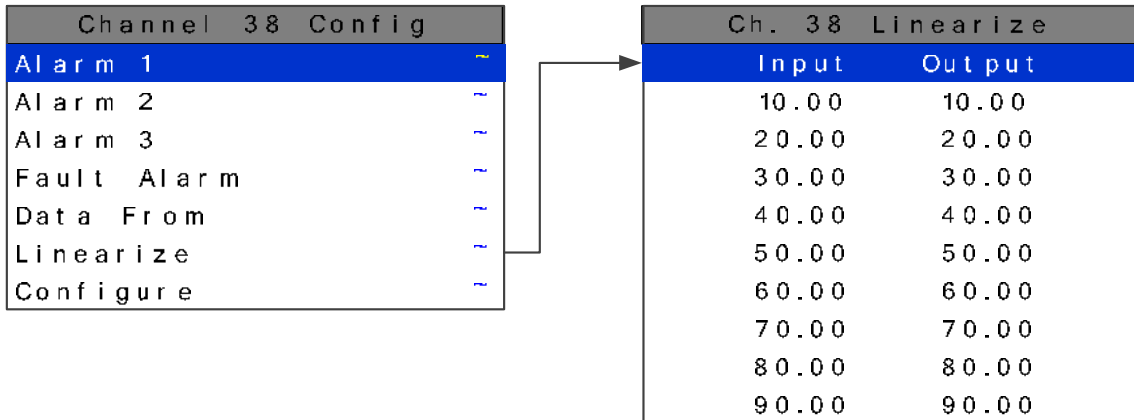 Channel 38 Config
Alarm 1 ~
Alarm 2 ~
Alarm 3 ~
Fault Alarm ~
Data From ~
Linearize ~
Configure ~
Ch. 38 Linearize
Input Output
10.00 10.00
20.00 20.00
30.00 30.00
40.00 40.00
50.00 50.00
60.00 60.00
70.00 70.00
80.00 80.00
90.00 90.00